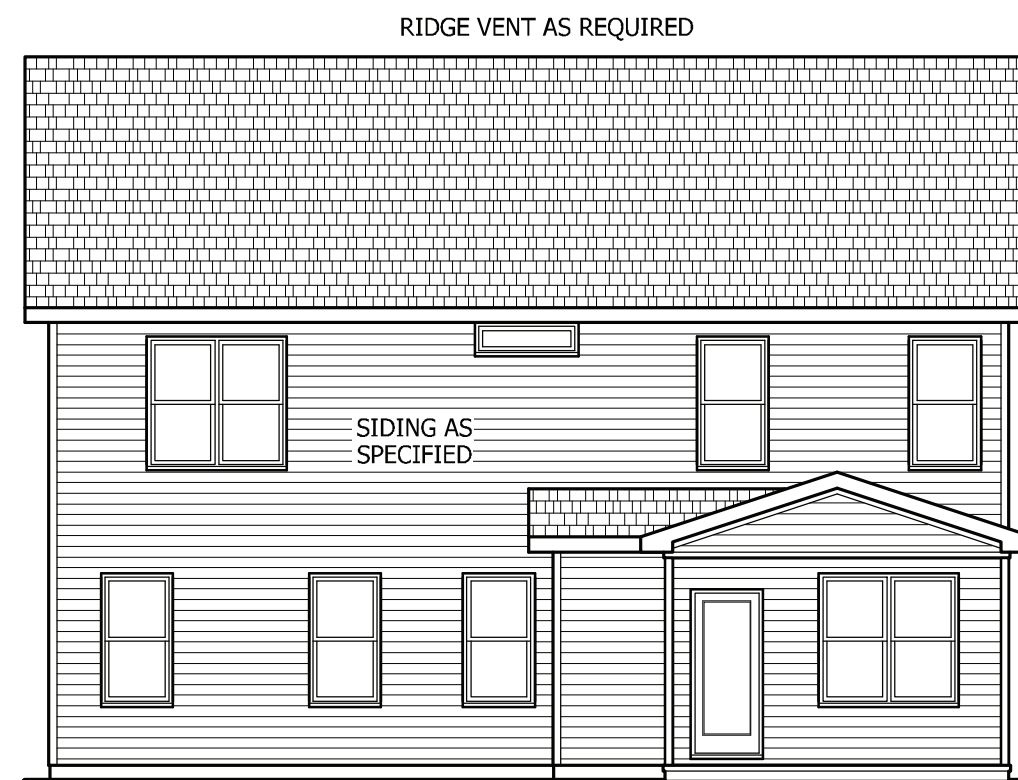 RIDGE VENT AS REQUIRED
SIDING AS
SPECIFIED